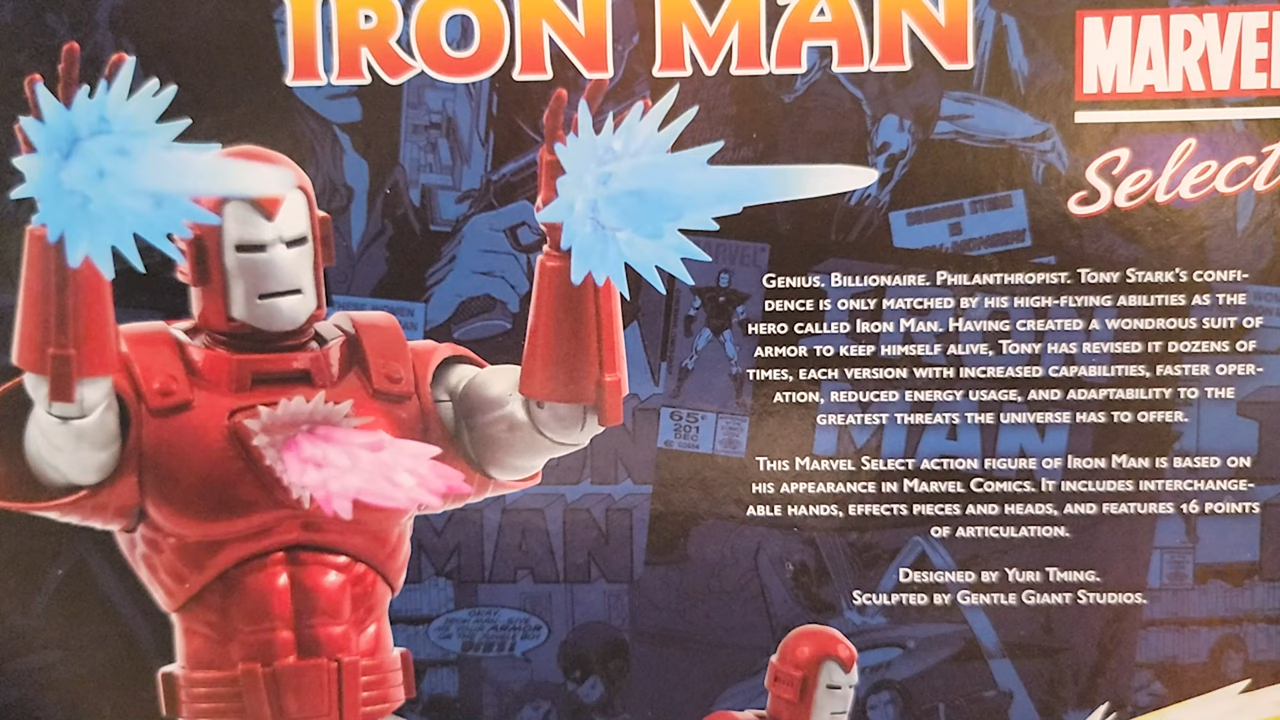 IRON MAN
MARVEL
Select
GENIUS. BILLIONAIRE. PHILANTHROPIST. TONY STARK'S CONFI-
DENCE IS ONLY MATCHED BY HIS HIGH-FLYING ABILITIES AS THE
HERO CALLED IRON MAN. HAVING CREATED A WONDROUS SUIT OF
ARMOR TO KEEP HIMSELF ALIVE, TONY HAS REVISED IT DOZENS OF
TIMES, EACH VERSION WITH INCREASED CAPABILITIES, FASTER OPER-
ATION, REDUCED ENERGY USAGE, AND ADAPTABILITY TO THE
GREATEST THREATS THE UNIVERSE HAS TO OFFER.
THIS MARVEL SELECT ACTION FIGURE OF IRON MAN IS BASED ON
HIS APPEARANCE IN MARVEL COMICS. IT INCLUDES INTERCHANGE-
ABLE HANDS, EFFECTS PIECES AND HEADS, AND FEATURES 16 POINTS
OF ARTICULATION.
DESIGNED BY YURI TMING.
SCULPTED BY GENTLE GIANT STUDIOS.
MARVEL
65¢
201
DEC
MAN
MAN